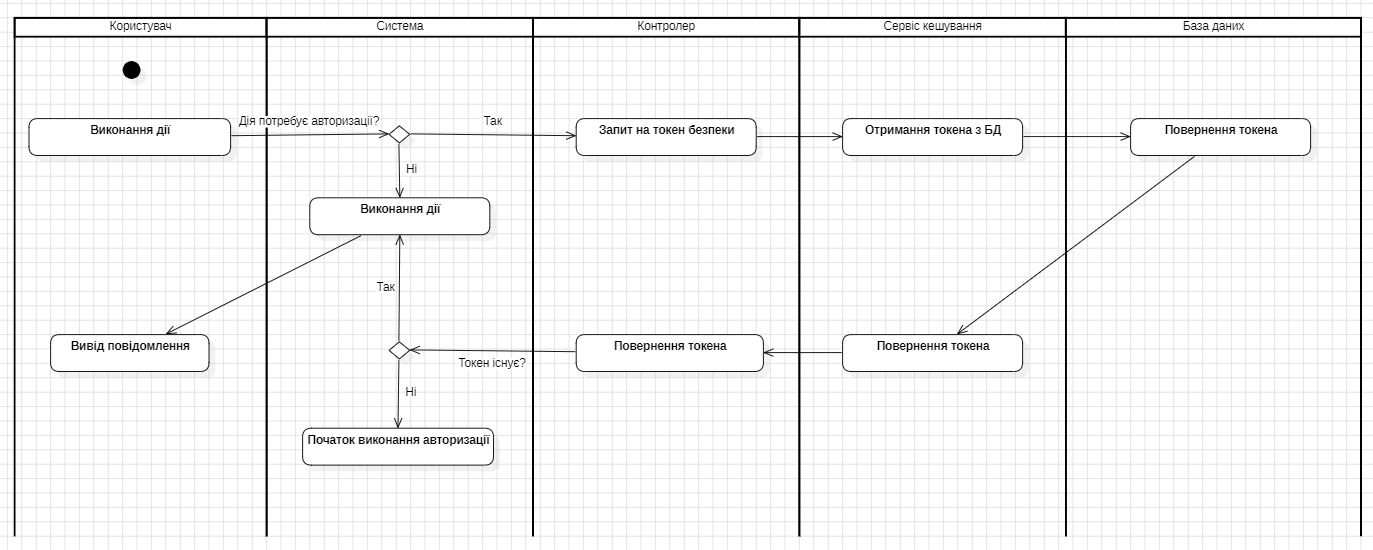 Користувач
Система
Контролер
Сервіс кешування
База даних
Виконання дії
Дія потребує авторизації?
Так
Запит на токен безпеки
Отримання токена з БД
Повернення токена
Ні
Виконання дії
Так
Вивід повідомлення
Токен існує?
Повернення токена
Повернення токена
Ні
Початок виконання авторизації